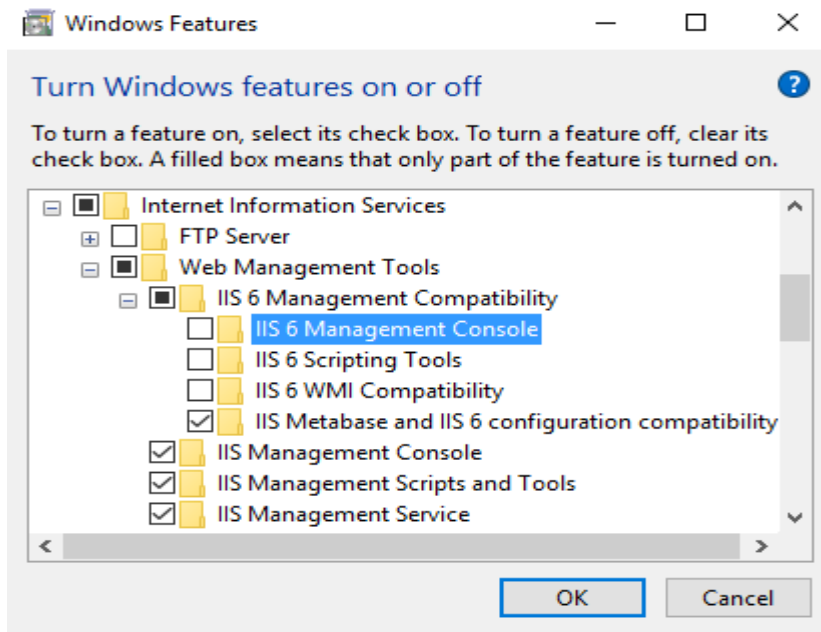 Windows Features
Turn Windows features on or off
To turn a feature on, select its check box. To turn a feature off, clear its
check box. A filled box means that only part of the feature is turned on.
Internet Information Services
FTP Server
Web Management Tools
IIS 6 Management Compatibility
IIS 6 Management Console
IIS 6 Scripting Tools
IIS 6 WMI Compatibility
IIS Metabase and IIS 6 configuration compatibility
IIS Management Console
IIS Management Scripts and Tools
IIS Management Service
OK Cancel